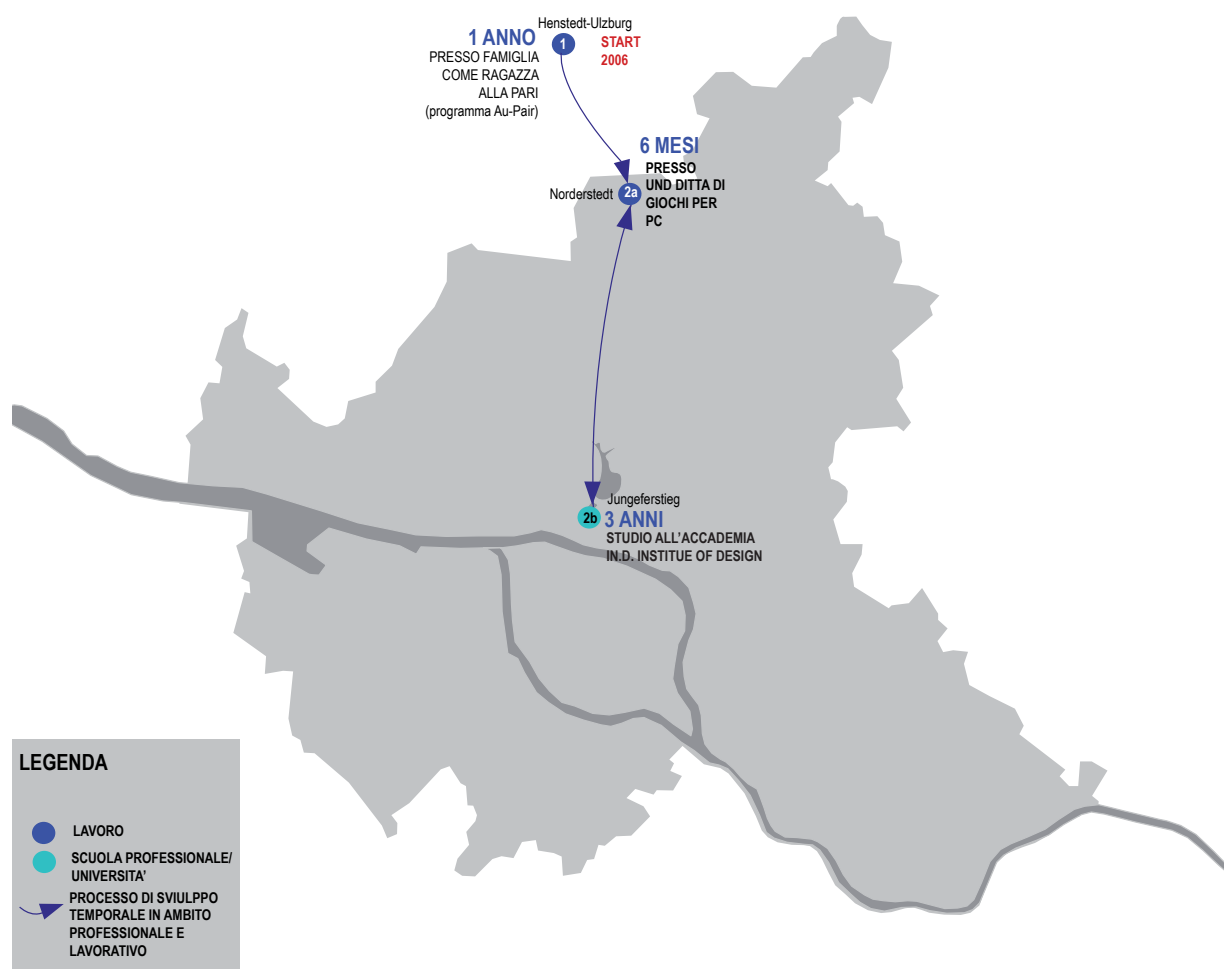 Henstedt-Ulzburg
1 ANNO
1
START
2006
PRESSO FAMIGLIA
COME RAGAZZA
ALLA PARI
(programma Au-Pair)
6 MESI
PRESSO
UND DITTA DI
GIOCHI PER
PC
Norderstedt
2a
Jungeferstieg
2b
3 ANNI
STUDIO ALL'ACCADEMIA
IN.D. INSTITUE OF DESIGN
LEGENDA
LAVORO
SCUOLA PROFESSIONALE/
UNIVERSITA'
PROCESSO DI SVIULPPO
TEMPORALE IN AMBITO
PROFESSIONALE E
LAVORATIVO